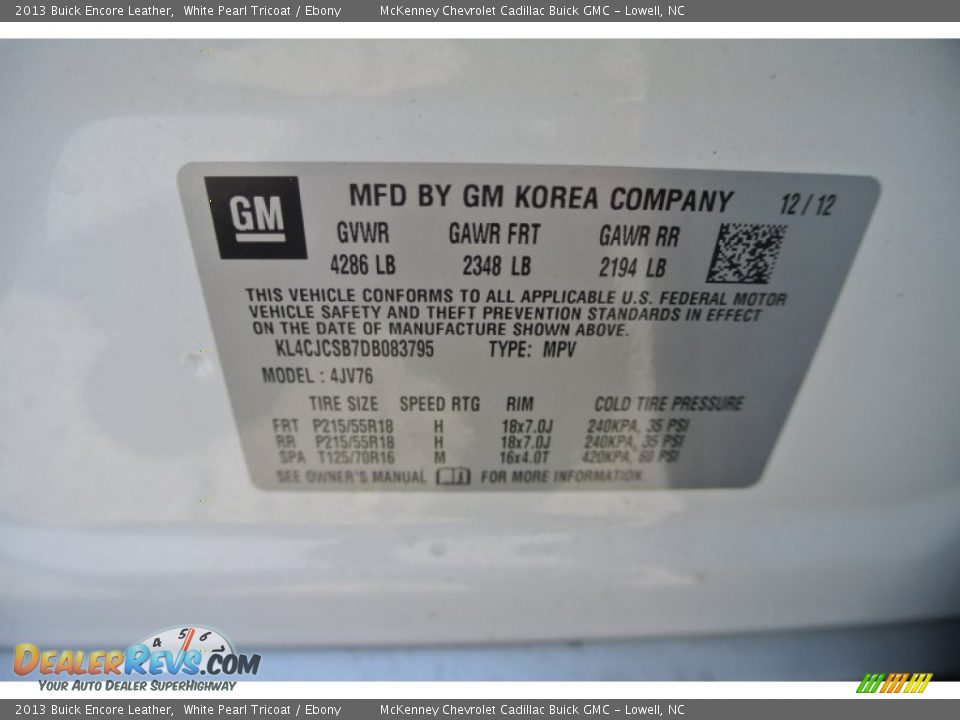 2013 Buick Encore Leather, White Pearl Tricoat / Ebony McKenney Chevrolet Cadillac Buick GMC - Lowell, NC
GM
MFD BY GM KOREA COMPANY 12/12
GVWR GAWR FRT GAWR RR
4286 LB 2348 LB 2194 LB
THIS VEHICLE CONFORMS TO ALL APPLICABLE U.S. FEDERAL MOTOR
VEHICLE SAFETY AND THEFT PREVENTION STANDARDS IN EFFECT
ON THE DATE OF MANUFACTURE SHOWN ABOVE.
KL4CJCSB7DB083795 TYPE: MPV
MODEL : 4JV76
TIRE SIZE SPEED RTG RIM COLD TIRE PRESSURE
FRT P215/55R18 H 18x7.0J 240KPA, 35 PSI
RR P215/55R18 H 18x7.0J 240KPA, 35 PSI
SPA T125/70R16 M 16x4.0T 420KPA, 60 PSI
SEE OWNER'S MANUAL FOR MORE INFORMATION.
4 5 6
DEALERREVS.COM
YOUR AUTO DEALER SUPERHIGHWAY
2013 Buick Encore Leather, White Pearl Tricoat / Ebony McKenney Chevrolet Cadillac Buick GMC - Lowell, NC